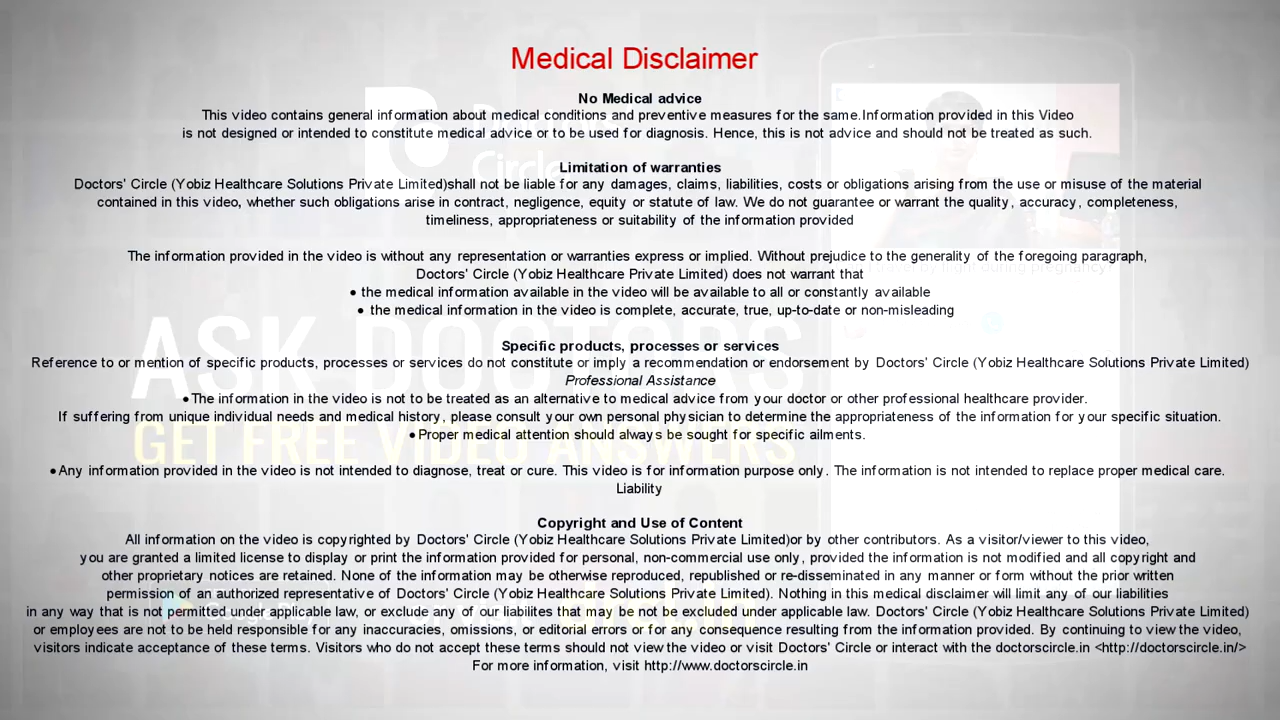 Medical Disclaimer
No Medical advice
This video contains general information about medical conditions and preventive measures for the same.Information provided in this Video
is not designed or intended to constitute medical advice or to be used for diagnosis. Hence, this is not advice and should not be treated as such.
Limitation of warranties
Doctors' Circle (Yobiz Healthcare Solutions Private Limited)shall not be liable for any damages, claims, liabilities, costs or obligations arising from the use or misuse of the material
contained in this video, whether such obligations arise in contract, negligence, equity or statute of law. We do not guarantee or warrant the quality, accuracy, completeness,
timeliness, appropriateness or suitability of the information provided
The information provided in the video is without any representation or warranties express or implied. Without prejudice to the generality of the foregoing paragraph,
Doctors' Circle (Yobiz Healthcare Private Limited) does not warrant that
• the medical information available in the video will be available to all or constantly available
• the medical information in the video is complete, accurate, true, up-to-date or non-misleading
ASK DOCTORS
Specific products, processes or services
Reference to or mention of specific products, processes or services do not constitute or imply a recommendation or endorsement by Doctors' Circle (Yobiz Healthcare Solutions Private Limited)
Professional Assistance
•The information in the video is not to be treated as an alternative to medical advice from your doctor or other professional healthcare provider.
If suffering from unique individual needs and medical history, please consult your own personal physician to determine the appropriateness of the information for your specific situation.
•Proper medical attention should always be sought for specific ailments.
GET FREE VIDEO ANSWERS
•Any information provided in the video is not intended to diagnose, treat or cure. This video is for information purpose only. The information is not intended to replace proper medical care.
Liability
Copyright and Use of Content
All information on the video is copyrighted by Doctors' Circle (Yobiz Healthcare Solutions Private Limited)or by other contributors. As a visitor/viewer to this video,
you are granted a limited license to display or print the information provided for personal, non-commercial use only, provided the information is not modified and all copyright and
other proprietary notices are retained. None of the information may be otherwise reproduced, republished or re-disseminated in any manner or form without the prior written
permission of an authorized representative of Doctors' Circle (Yobiz Healthcare Solutions Private Limited). Nothing in this medical disclaimer will limit any of our liabilities
in any way that is not permitted under applicable law, or exclude any of our liabilites that may be not be excluded under applicable law. Doctors' Circle (Yobiz Healthcare Solutions Private Limited)
or employees are not to be held responsible for any inaccuracies, omissions, or editorial errors or for any consequence resulting from the information provided. By continuing to view the video,
visitors indicate acceptance of these terms. Visitors who do not accept these terms should not view the video or visit Doctors' Circle or interact with the doctorscircle.in <http://doctorscircle.in/>
For more information, visit http://www.doctorscircle.in